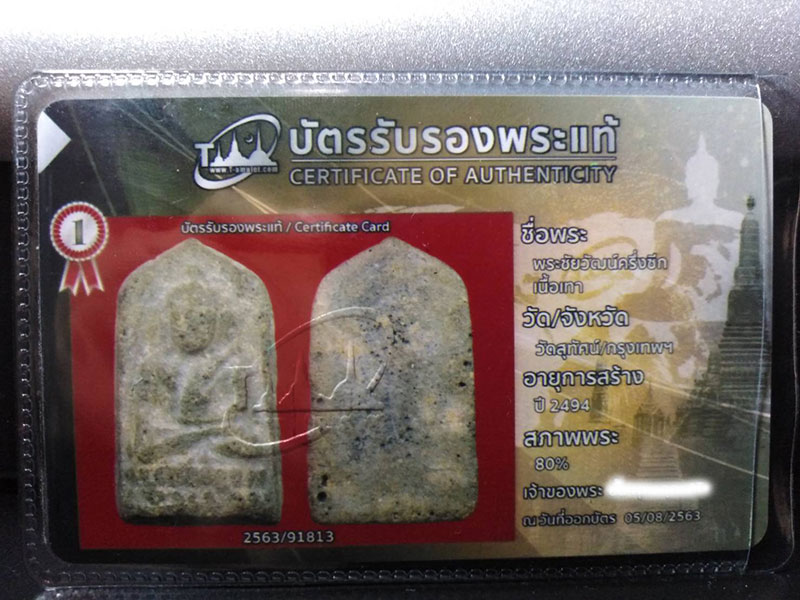 บัตรรับรองพระแท้
T
www.T-amulet.com
CERTIFICATE OF AUTHENTICITY
1
บัตรรับรองพระแท้ / Certificate Card
ชื่อพระ
พระชัยวัฒน์ครึ่งซีก
เนื้อเทา
วัด/จังหวัด
วัดสุทัศน์/กรุงเทพฯ
อายุการสร้าง
ปี 2494
สภาพพระ
80%
เจ้าของพระ
ณ วันที่ออกบัตร 05/08/2563
2563/91813